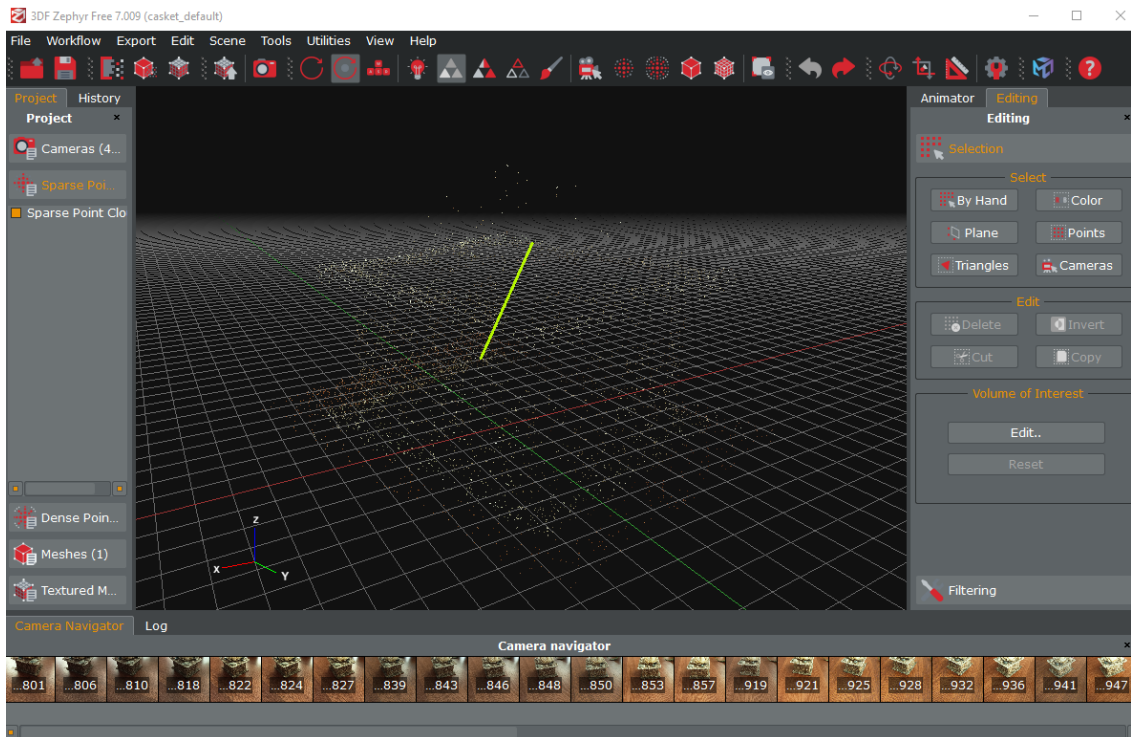 3DF Zephyr Free 7.009 (casket_default)
File Workflow Export Edit Scene Tools Utilities View Help
Project History
Project
Cameras (4...
Sparse Poi...
Sparse Point Clo
Dense Poin...
Meshes (1)
Textured M...
z
x
Y
Animator Editing
Editing
Selection
Select
By Hand Color
Plane Points
Triangles Cameras
Edit
Delete Invert
Cut Copy
Volume of Interest
Edit..
Reset
Filtering
Camera Navigator Log
Camera navigator
...801 ...806 ...810 ...818 ...822 ...824 ...827 ...839 ...843 ...846 ...848 ...850 ...853 ...857 ...919 ...921 ...925 ...928 ...932 ...936 ...941 ...947